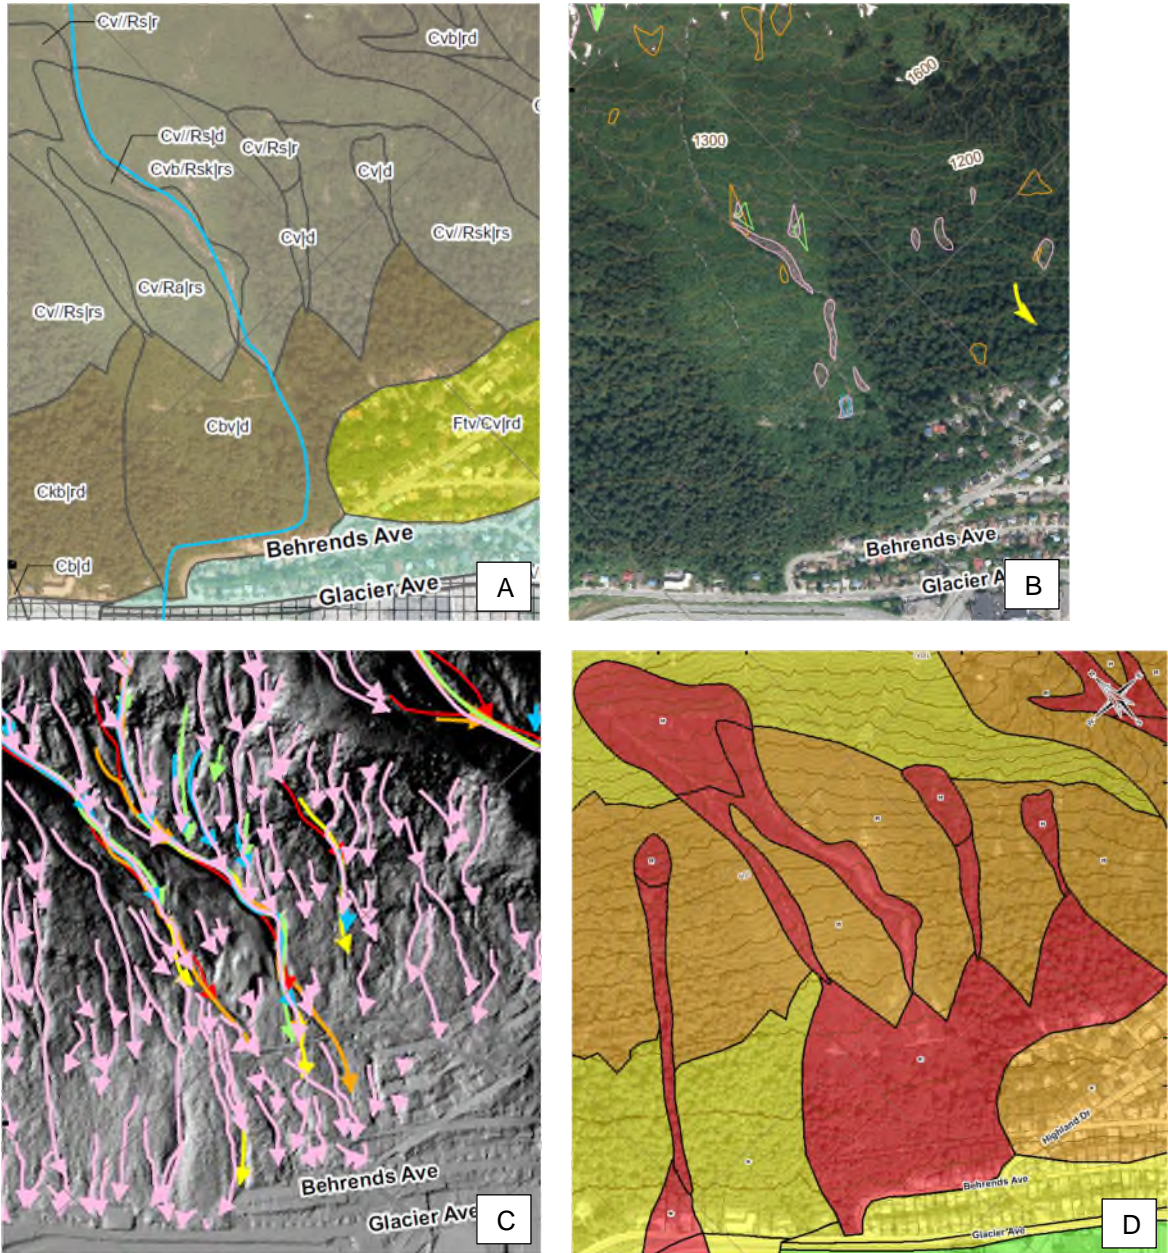 Cv//Rs|r
Cvb|rd
Cv//Rs|d
Cv/Rs|r
Cvb/Rsk|rs
Cv|d
Cv//Rsk|rs
Cv|d
Cv/Ra|rs
Cv//Rs|rs
Cbv|d
Ftv/Cv|rd
Ckb|rd
Behrends Ave
Cb|d
Glacier Ave
A
1600
1300
1200
Behrends Ave
Glacier A
B
Behrends Ave
Glacier Ave
C
H
H
H
H
Highland Dr
Behrends Ave
Glacier Ave
D